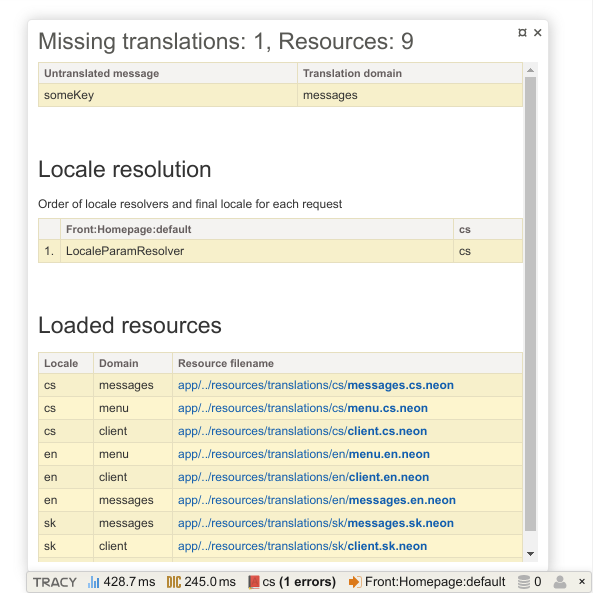 Missing translations: 1, Resources: 9
Untranslated message Translation domain
someKey messages
Locale resolution
Order of locale resolvers and final locale for each request
Front:Homepage:default cs
1. LocaleParamResolver cs
Loaded resources
Locale Domain Resource filename
cs messages app/../resources/translations/cs/messages.cs.neon
cs menu app/../resources/translations/cs/menu.cs.neon
cs client app/../resources/translations/cs/client.cs.neon
en menu app/../resources/translations/en/menu.en.neon
en client app/../resources/translations/en/client.en.neon
en messages app/../resources/translations/en/messages.en.neon
sk messages app/../resources/translations/sk/messages.sk.neon
sk client app/../resources/translations/sk/client.sk.neon
TRACY 428.7 ms DIC 245.0 ms cs (1 errors) Front:Homepage:default 0 ×